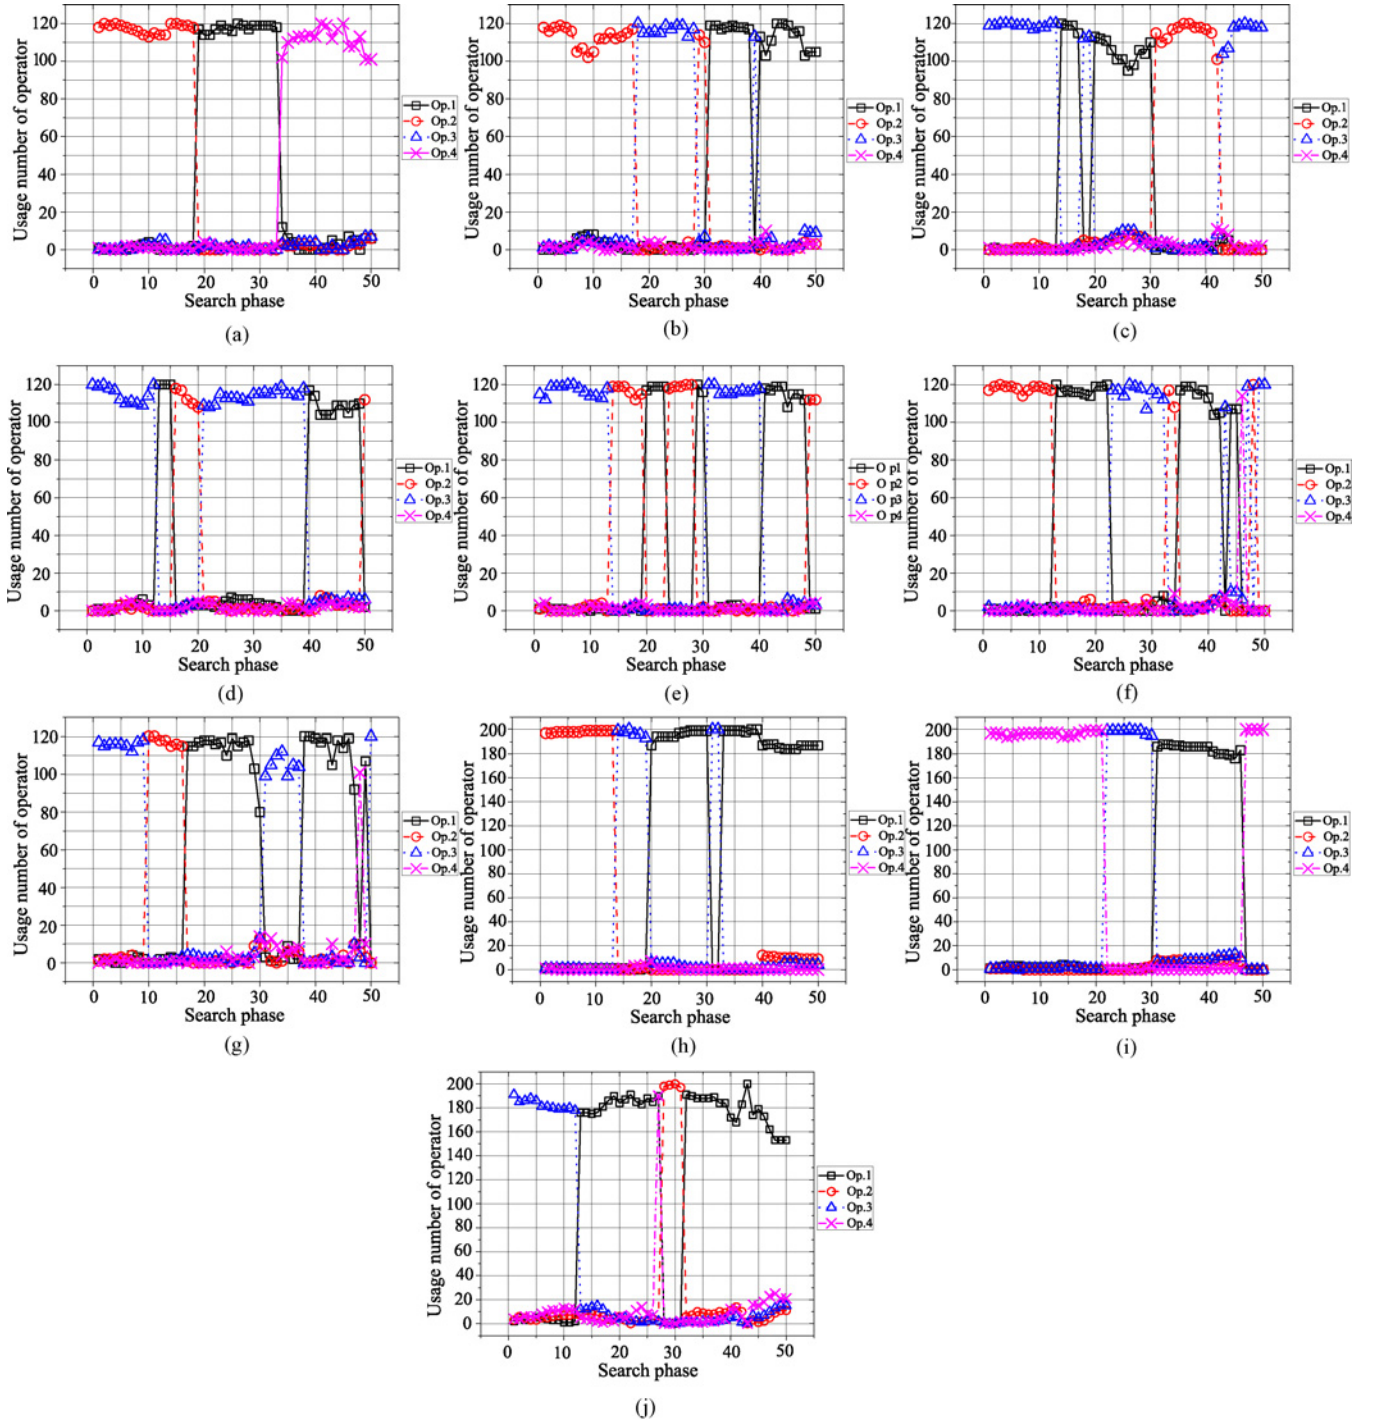 Usage number of operator
120
100
80
60
40
20
0
0 10 20 30 40 50
Search phase
Op.1
Op.2
Op.3
Op.4
(a)
Usage number of operator
120
100
80
60
40
20
0
0 10 20 30 40 50
Search phase
Op.1
Op.2
Op.3
Op.4
(b)
Usage number of operator
120
100
80
60
40
20
0
0 10 20 30 40 50
Search phase
Op.1
Op.2
Op.3
Op.4
(c)
Usage number of operator
120
100
80
60
40
20
0
0 10 20 30 40 50
Search phase
Op.1
Op.2
Op.3
Op.4
(d)
Usage number of operator
120
100
80
60
40
20
0
0 10 20 30 40 50
Search phase
O p1
O p2
O p3
O p4
(e)
Usage number of operator
120
100
80
60
40
20
0
0 10 20 30 40 50
Search phase
Op.1
Op.2
Op.3
Op.4
(f)
Usage number of operator
120
100
80
60
40
20
0
0 10 20 30 40 50
Search phase
Op.1
Op.2
Op.3
Op.4
(g)
Usage number of operator
200
180
160
140
120
100
80
60
40
20
0
0 10 20 30 40 50
Search phase
Op.1
Op.2
Op.3
Op.4
(h)
Usage number of operator
200
180
160
140
120
100
80
60
40
20
0
0 10 20 30 40 50
Search phase
Op.1
Op.2
Op.3
Op.4
(i)
Usage number of operator
200
180
160
140
120
100
80
60
40
20
0
0 10 20 30 40 50
Search phase
Op.1
Op.2
Op.3
Op.4
(j)